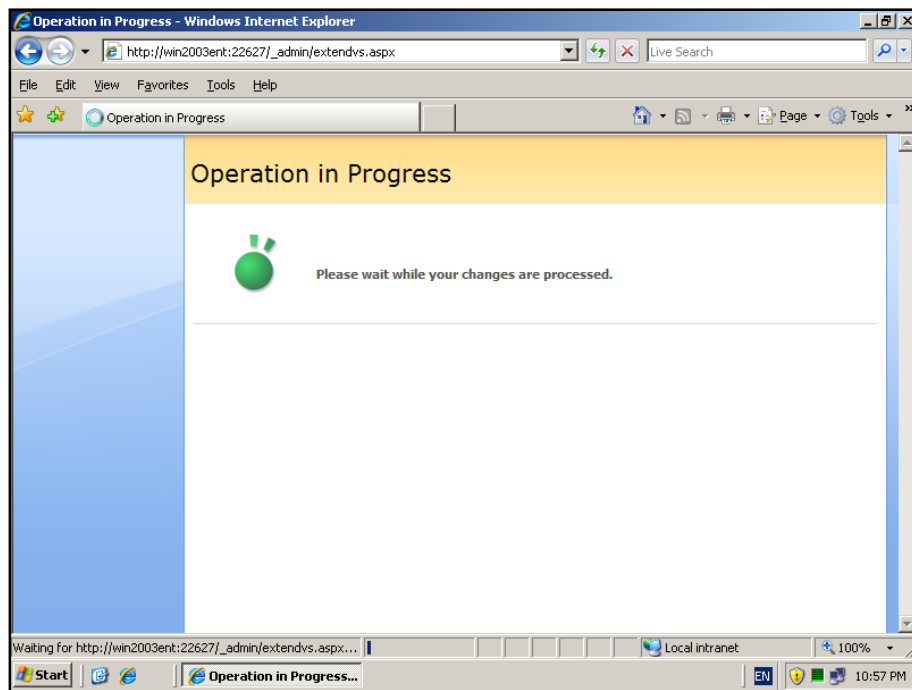 Operation in Progress - Windows Internet Explorer
http://win2003ent:22627/_admin/extendvs.aspx
Live Search
File Edit View Favorites Tools Help
Operation in Progress
Page Tools »
Operation in Progress
Please wait while your changes are processed.
Waiting for http://win2003ent:22627/_admin/extendvs.aspx...
Local intranet
100%
Start
Operation in Progress...
EN
10:57 PM